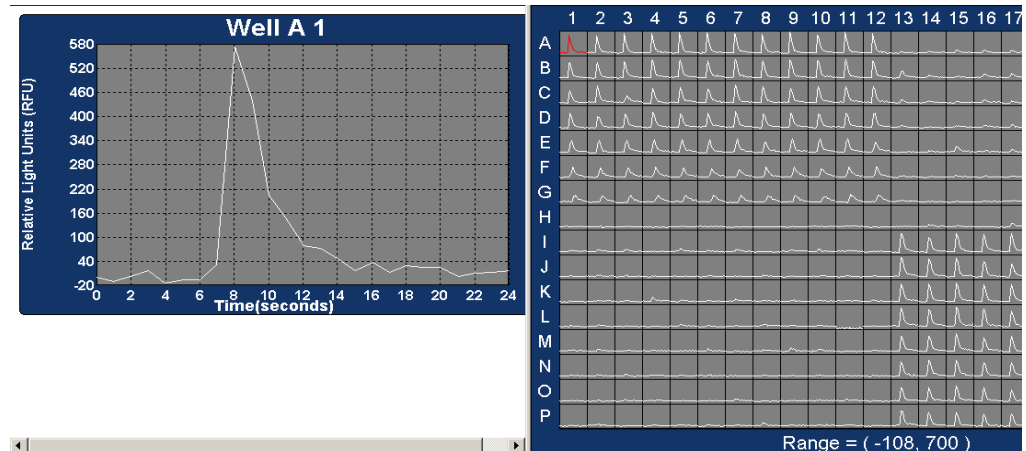 Well A 1
Relative Light Units (RFU)
580
520
460
400
340
280
220
160
100
40
-20
0 2 4 6 8 10 12 14 16 18 20 22 24
Time(seconds)
1 2 3 4 5 6 7 8 9 10 11 12 13 14 15 16 17
A
B
C
D
E
F
G
H
I
J
K
L
M
N
O
P
Range = ( -108, 700 )